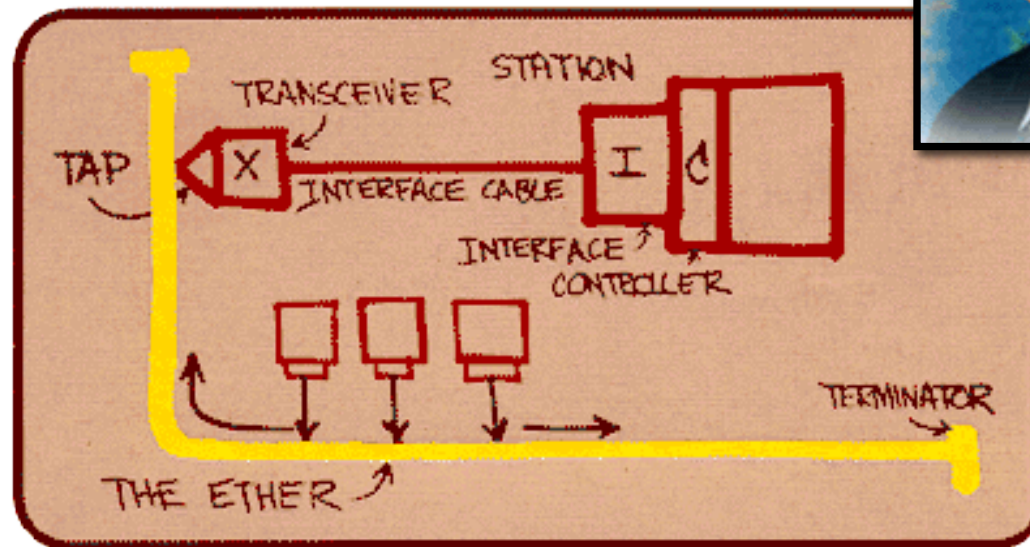 STATION
TRANSCEIVER
TAP
X
I
C
INTERFACE CABLE
INTERFACE
CONTROLLER
TERMINATOR
THE ETHER